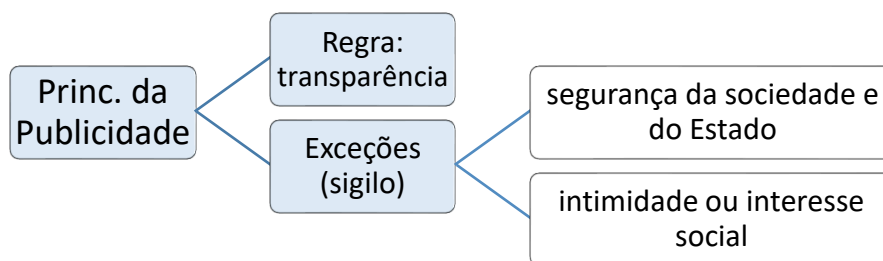 Princ. da
Publicidade
Regra:
transparência
Exceções
(sigilo)
segurança da sociedade e
do Estado
intimidade ou interesse
social